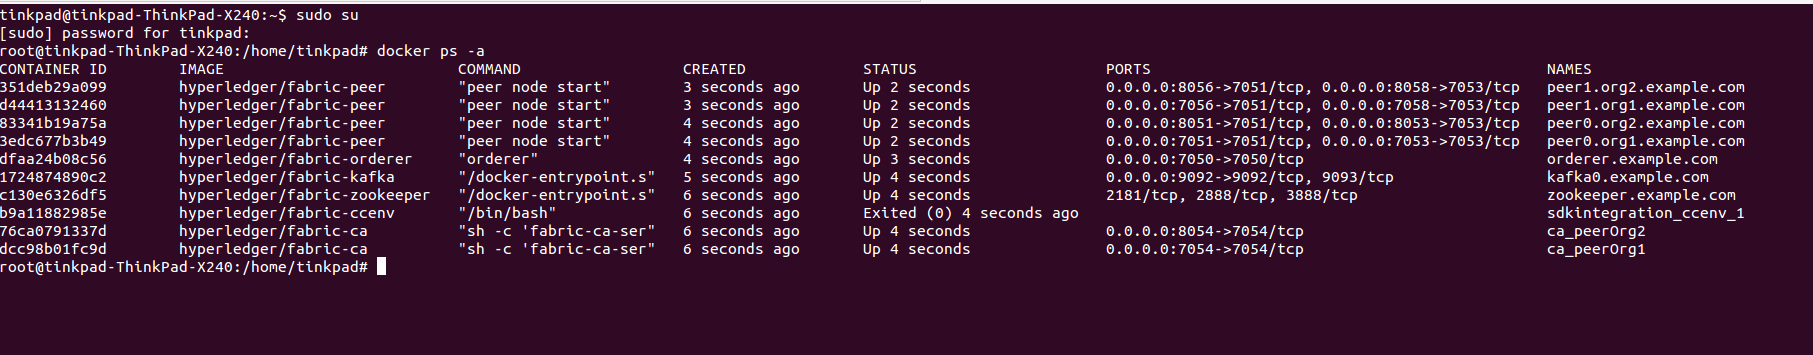 tinkpad@tinkpad-ThinkPad-X240:~$ sudo su
[sudo] password for tinkpad:
root@tinkpad-ThinkPad-X240:/home/tinkpad# docker ps -a
CONTAINER ID        IMAGE                          COMMAND                  CREATED             STATUS                     PORTS                                            NAMES
351deb29a099        hyperledger/fabric-peer        "peer node start"        3 seconds ago       Up 2 seconds               0.0.0.0:8056->7051/tcp, 0.0.0.0:8058->7053/tcp   peer1.org2.example.com
d44413132460        hyperledger/fabric-peer        "peer node start"        3 seconds ago       Up 2 seconds               0.0.0.0:7056->7051/tcp, 0.0.0.0:7058->7053/tcp   peer1.org1.example.com
83341b19a75a        hyperledger/fabric-peer        "peer node start"        4 seconds ago       Up 2 seconds               0.0.0.0:8051->7051/tcp, 0.0.0.0:8053->7053/tcp   peer0.org2.example.com
3edc677b3b49        hyperledger/fabric-peer        "peer node start"        4 seconds ago       Up 2 seconds               0.0.0.0:7051->7051/tcp, 0.0.0.0:7053->7053/tcp   peer0.org1.example.com
dfaa24b08c56        hyperledger/fabric-orderer     "orderer"                4 seconds ago       Up 3 seconds               0.0.0.0:7050->7050/tcp                           orderer.example.com
1724874890c2        hyperledger/fabric-kafka       "/docker-entrypoint.s"   5 seconds ago       Up 4 seconds               0.0.0.0:9092->9092/tcp, 9093/tcp                 kafka0.example.com
c130e6326df5        hyperledger/fabric-zookeeper   "/docker-entrypoint.s"   6 seconds ago       Up 4 seconds               2181/tcp, 2888/tcp, 3888/tcp                     zookeeper.example.com
b9a11882985e        hyperledger/fabric-ccenv       "/bin/bash"              6 seconds ago       Exited (0) 4 seconds ago                                                    sdkintegration_ccenv_1
76ca0791337d        hyperledger/fabric-ca          "sh -c 'fabric-ca-ser"   6 seconds ago       Up 4 seconds               0.0.0.0:8054->7054/tcp                           ca_peerOrg2
dcc98b01fc9d        hyperledger/fabric-ca          "sh -c 'fabric-ca-ser"   6 seconds ago       Up 4 seconds               0.0.0.0:7054->7054/tcp                           ca_peerOrg1
root@tinkpad-ThinkPad-X240:/home/tinkpad#